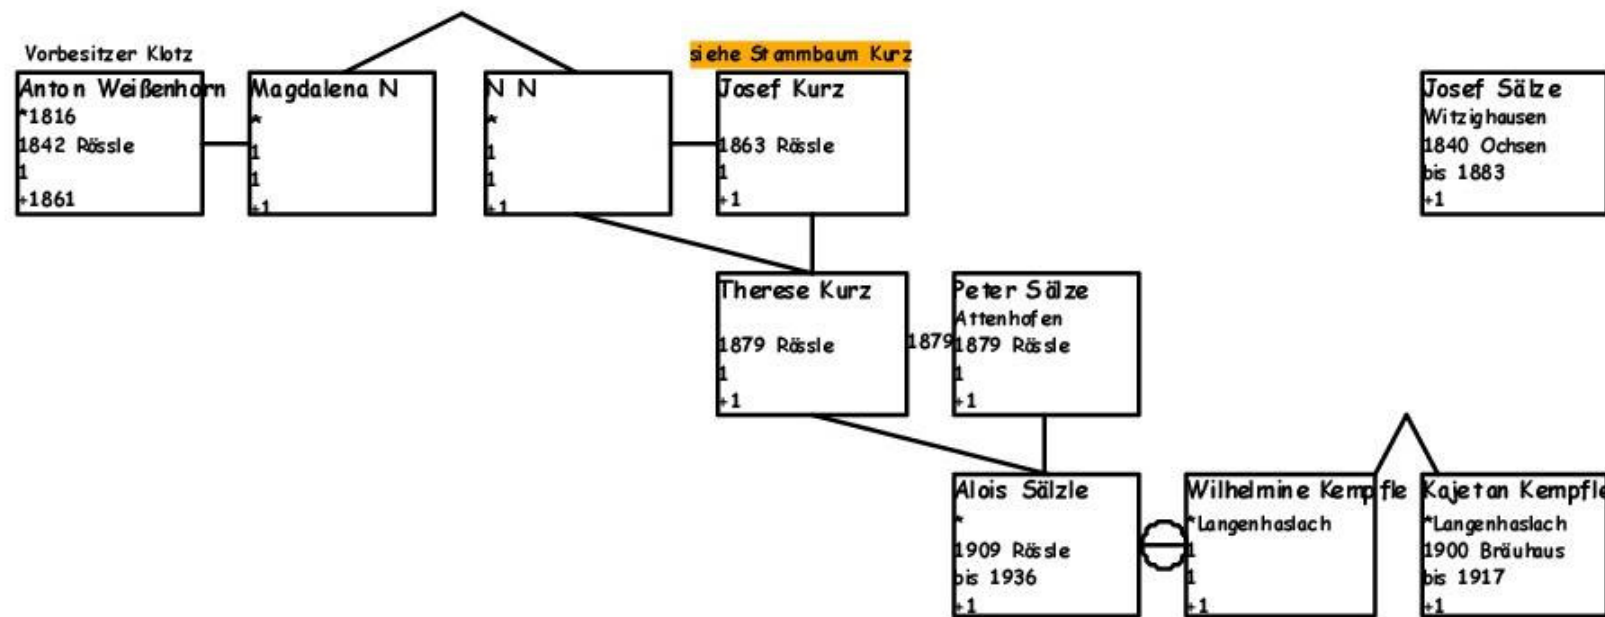 Vorbesitzer Klotz
Anton Weißenhorn
*1816
1842 Rössle
1
+1861
Magdalena N
*
1
1
+1
N N
*
1
1
+1
siehe Stammbaum Kurz
Josef Kurz
1863 Rössle
1
+1
Josef Sälze
Witzighausen
1840 Ochsen
bis 1883
+1
Therese Kurz
1879 Rössle
1
+1
1879
Peter Sälze
Attenhofen
1879 Rössle
1
+1
Alois Sälzle
*
1909 Rössle
bis 1936
+1
Wilhelmine Kempfle
*Langenhaslach
1
1
+1
Kajetan Kempfle
*Langenhaslach
1900 Bräuhaus
bis 1917
+1